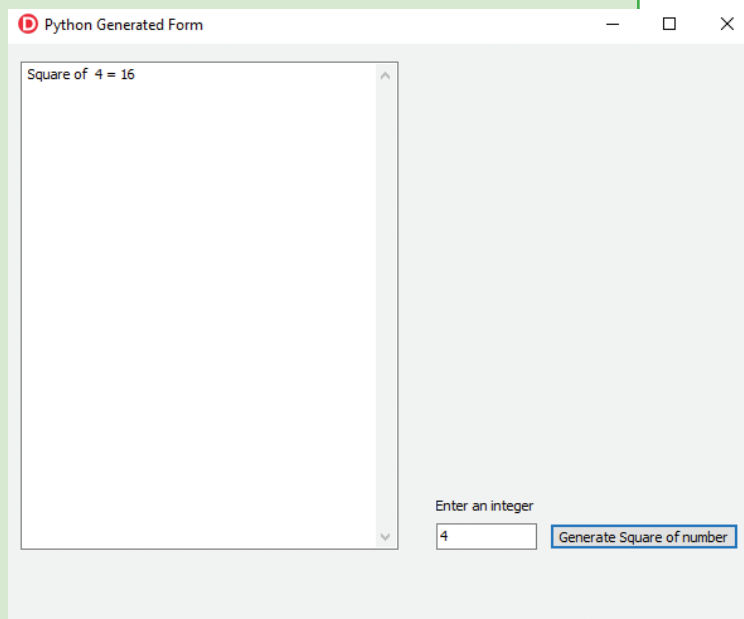 Python Generated Form
Square of  4 = 16
Enter an integer
4
Generate Square of number